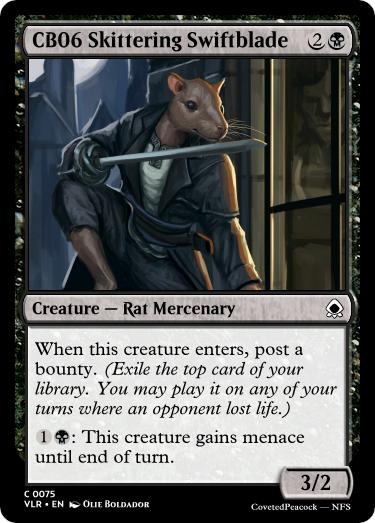 CB06 Skittering Swiftblade 2
Creature — Rat Mercenary
When this creature enters, post a
bounty. (Exile the top card of your
library. You may play it on any of your
turns where an opponent lost life.)
1: This creature gains menace
until end of turn.
3/2
C 0075
VLR • EN Olie Boldador
CovetedPeacock — NFS